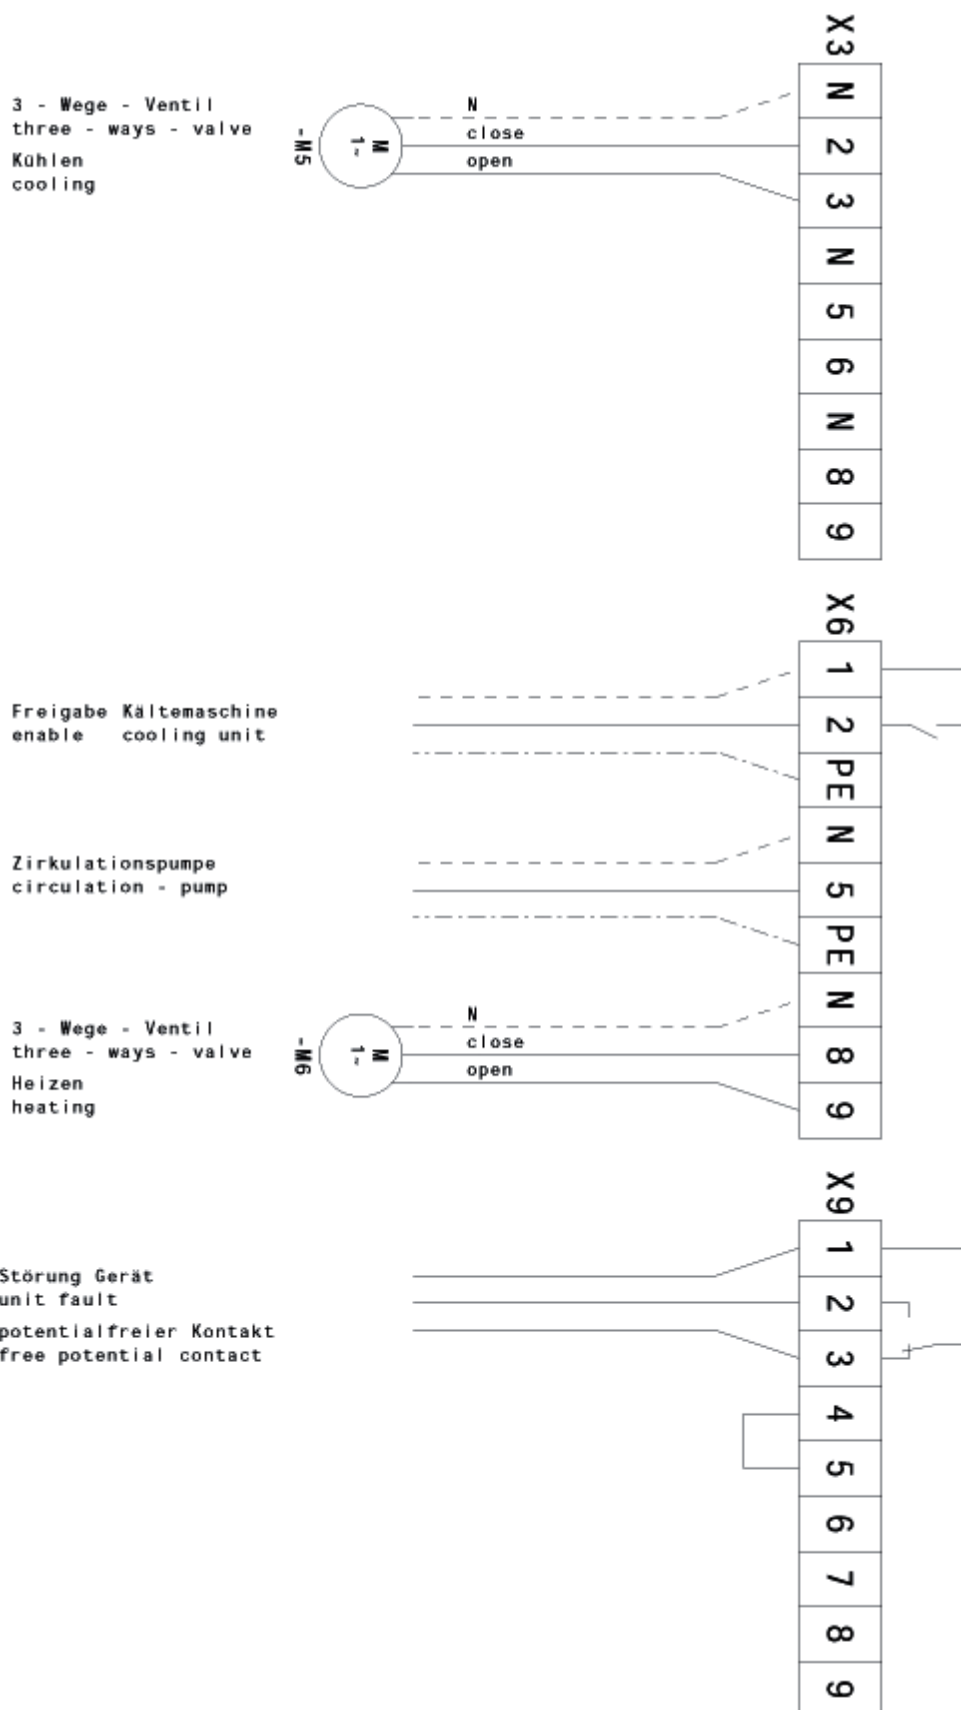 X3
3 - Wege - Ventil
three - ways - valve
Kühlen
cooling
-M5
M
1~
N
close
open
N
2
3
N
5
6
N
8
9
X6
Freigabe Kältemaschine
enable cooling unit
1
2
PE
Zirkulationspumpe
circulation - pump
N
5
PE
3 - Wege - Ventil
three - ways - valve
Heizen
heating
-M6
M
1~
N
close
open
N
8
9
X9
Störung Gerät
unit fault
potentialfreier Kontakt
free potential contact
1
2
3
4
5
6
7
8
9